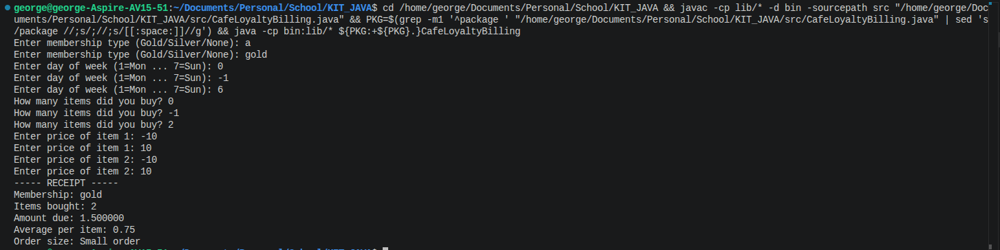 george@george-Aspire-AV15-51:~/Documents/Personal/School/KIT_JAVA$ cd /home/george/Documents/Personal/School/KIT_JAVA && javac -cp lib/* -d bin -sourcepath src "/home/george/Doc
uments/Personal/School/KIT_JAVA/src/CafeLoyaltyBilling.java" && PKG=$(grep -m1 '^package ' "/home/george/Documents/Personal/School/KIT_JAVA/src/CafeLoyaltyBilling.java" | sed 's
/package //;s/;//;s/[[:space:]]//g') && java -cp bin:lib/* ${PKG:+${PKG}.}CafeLoyaltyBilling
Enter membership type (Gold/Silver/None): a
Enter membership type (Gold/Silver/None): gold
Enter day of week (1=Mon ... 7=Sun): 0
Enter day of week (1=Mon ... 7=Sun): -1
Enter day of week (1=Mon ... 7=Sun): 6
How many items did you buy? 0
How many items did you buy? -1
How many items did you buy? 2
Enter price of item 1: -10
Enter price of item 1: 10
Enter price of item 2: -10
Enter price of item 2: 10
----- RECEIPT -----
Membership: gold
Items bought: 2
Amount due: 1.500000
Average per item: 0.75
Order size: Small order